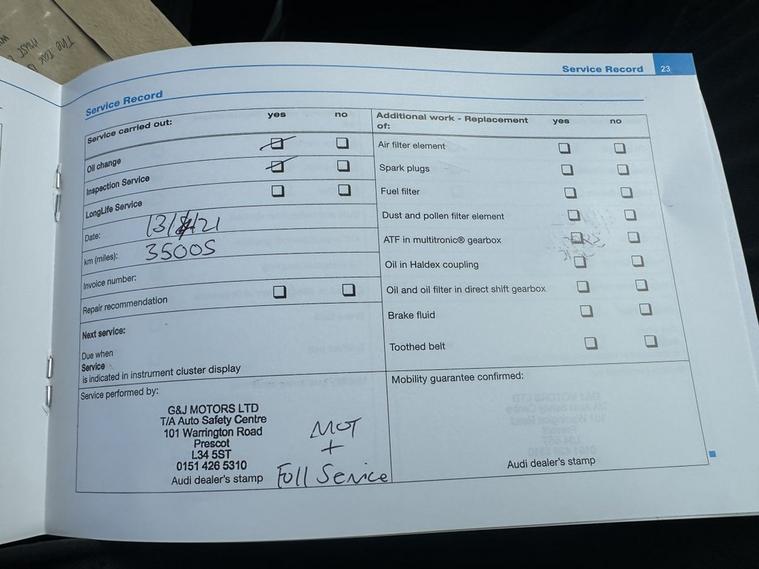 THE TAX
MUST
Service Record 23
Service Record
Service carried out: yes no
Oil change
Inspection Service
LongLife Service
Date: 13/8/21
km (miles): 35005
Invoice number:
Repair recommendation
Next service:
Due when
Service
is indicated in instrument cluster display
Service performed by:
G&J MOTORS LTD
T/A Auto Safety Centre
101 Warrington Road
Prescot
L34 5ST
0151 426 5310
Audi dealer's stamp
MOT
+
Full Service
Additional work - Replacement of: yes no
Air filter element
Spark plugs
Fuel filter
Dust and pollen filter element
ATF in multitronic® gearbox
Oil in Haldex coupling
Oil and oil filter in direct shift gearbox
Brake fluid
Toothed belt
Mobility guarantee confirmed:
Audi dealer's stamp